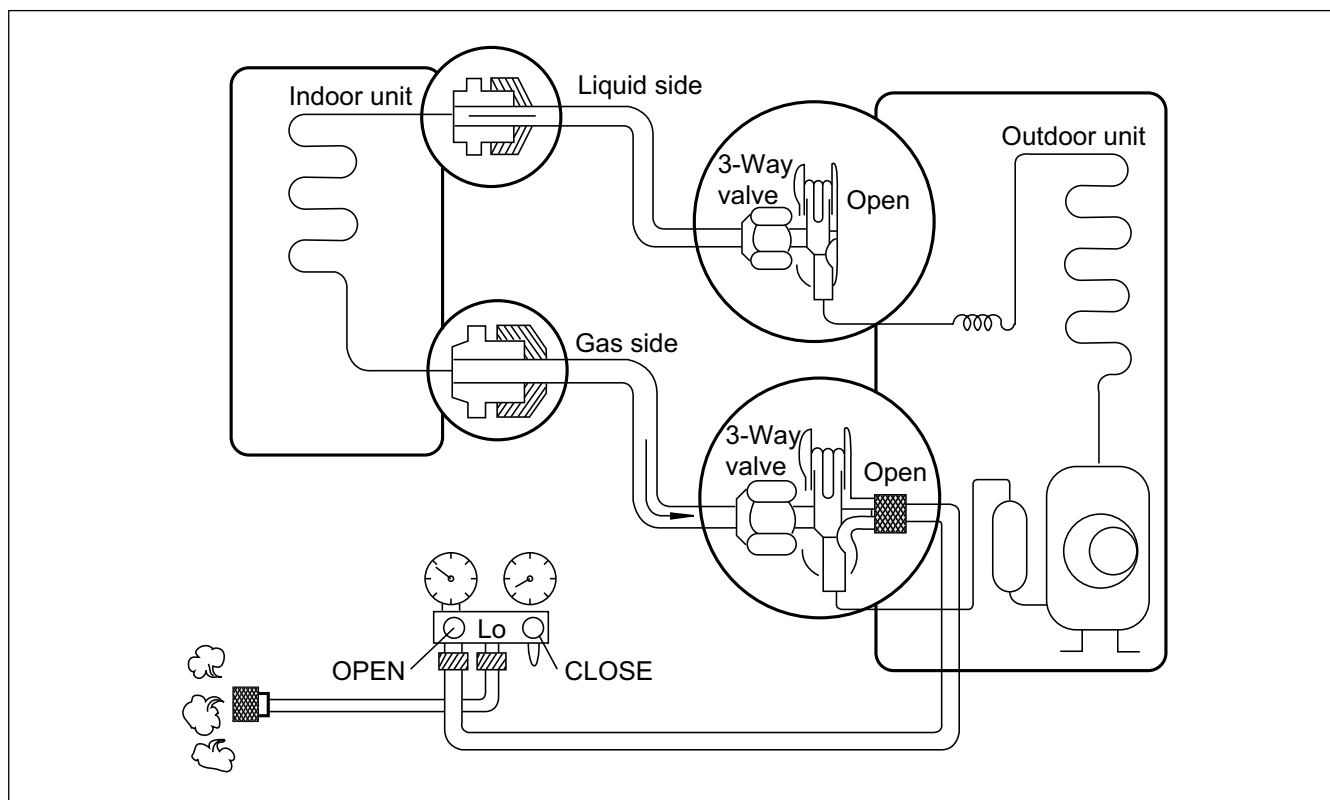 Indoor unit
Liquid side
Outdoor unit
3-Way
valve
Open
Gas side
3-Way
valve
Open
Lo
OPEN
CLOSE